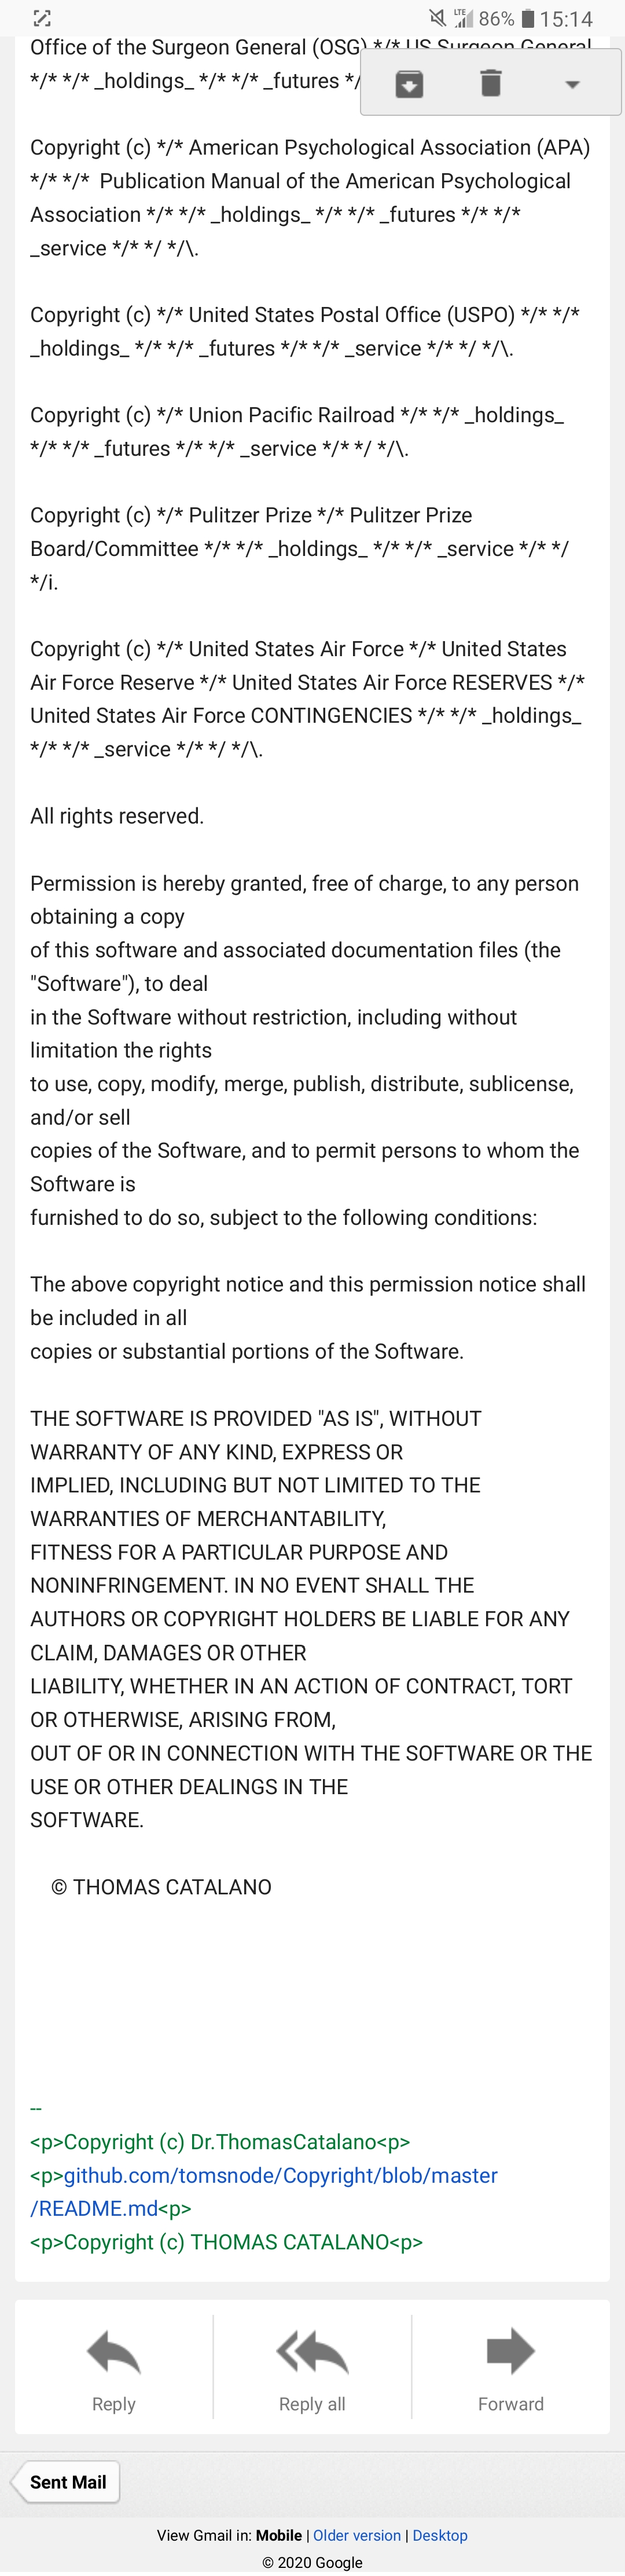 86% 15:14
Office of the Surgeon General (OSG) */* US Surgeon General
*/* */* _holdings_ */* */* _futures */
Copyright (c) */* American Psychological Association (APA)
*/* */*  Publication Manual of the American Psychological
Association */* */* _holdings_ */* */* _futures */* */*
_service */* */ */\.
Copyright (c) */* United States Postal Office (USPO) */* */*
_holdings_ */* */* _futures */* */* _service */* */ */\.
Copyright (c) */* Union Pacific Railroad */* */* _holdings_
*/* */* _futures */* */* _service */* */ */\.
Copyright (c) */* Pulitzer Prize */* Pulitzer Prize
Board/Committee */* */* _holdings_ */* */* _service */* */
*/i.
Copyright (c) */* United States Air Force */* United States
Air Force Reserve */* United States Air Force RESERVES */*
United States Air Force CONTINGENCIES */* */* _holdings_
*/* */* _service */* */ */\.
All rights reserved.
Permission is hereby granted, free of charge, to any person
obtaining a copy
of this software and associated documentation files (the
"Software"), to deal
in the Software without restriction, including without
limitation the rights
to use, copy, modify, merge, publish, distribute, sublicense,
and/or sell
copies of the Software, and to permit persons to whom the
Software is
furnished to do so, subject to the following conditions:
The above copyright notice and this permission notice shall
be included in all
copies or substantial portions of the Software.
THE SOFTWARE IS PROVIDED "AS IS", WITHOUT
WARRANTY OF ANY KIND, EXPRESS OR
IMPLIED, INCLUDING BUT NOT LIMITED TO THE
WARRANTIES OF MERCHANTABILITY,
FITNESS FOR A PARTICULAR PURPOSE AND
NONINFRINGEMENT. IN NO EVENT SHALL THE
AUTHORS OR COPYRIGHT HOLDERS BE LIABLE FOR ANY
CLAIM, DAMAGES OR OTHER
LIABILITY, WHETHER IN AN ACTION OF CONTRACT, TORT
OR OTHERWISE, ARISING FROM,
OUT OF OR IN CONNECTION WITH THE SOFTWARE OR THE
USE OR OTHER DEALINGS IN THE
SOFTWARE.
© THOMAS CATALANO
--
<p>Copyright (c) Dr.ThomasCatalano<p>
<p>github.com/tomsnode/Copyright/blob/master
/README.md<p>
<p>Copyright (c) THOMAS CATALANO<p>
Reply Reply all Forward
Sent Mail
View Gmail in: Mobile | Older version | Desktop
© 2020 Google